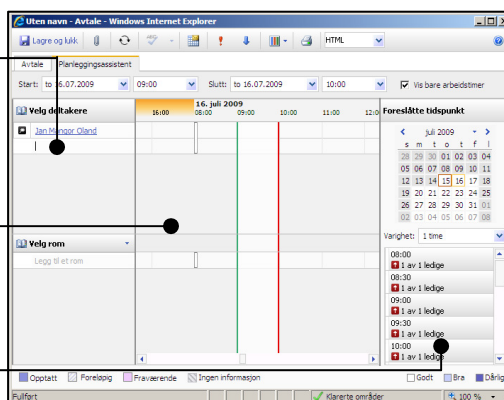 Uten navn - Avtale - Windows Internet Explorer
Lagre og lukk HTML
Avtale Planleggingsassistent
Start: to 16.07.2009 09:00 Slutt: to 16.07.2009 10:00 Vis bare arbeidstimer
Velg deltakere
16. juli 2009
16:00 08:00 09:00 10:00 11:00 12:0
Jan Mangor Oland
Velg rom
Legg til et rom
Foreslåtte tidspunkt
juli 2009
s m t o t f l
28 29 30 01 02 03 04
05 06 07 08 09 10 11
12 13 14 15 16 17 18
19 20 21 22 23 24 25
26 27 28 29 30 31 01
02 03 04 05 06 07 08
Varighet: 1 time
08:00
1 av 1 ledige
08:30
1 av 1 ledige
09:00
1 av 1 ledige
09:30
1 av 1 ledige
10:00
1 av 1 ledige
Opptatt Foreløpig Fraværende Ingen informasjon Godt Bra Dårlig
Fullført Klarerte områder 100 %